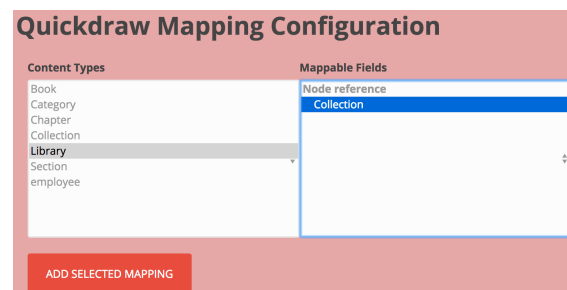 Quickdraw Mapping Configuration
Content Types
Book
Category
Chapter
Collection
Library
Section
employee
Mappable Fields
Node reference
Collection
ADD SELECTED MAPPING